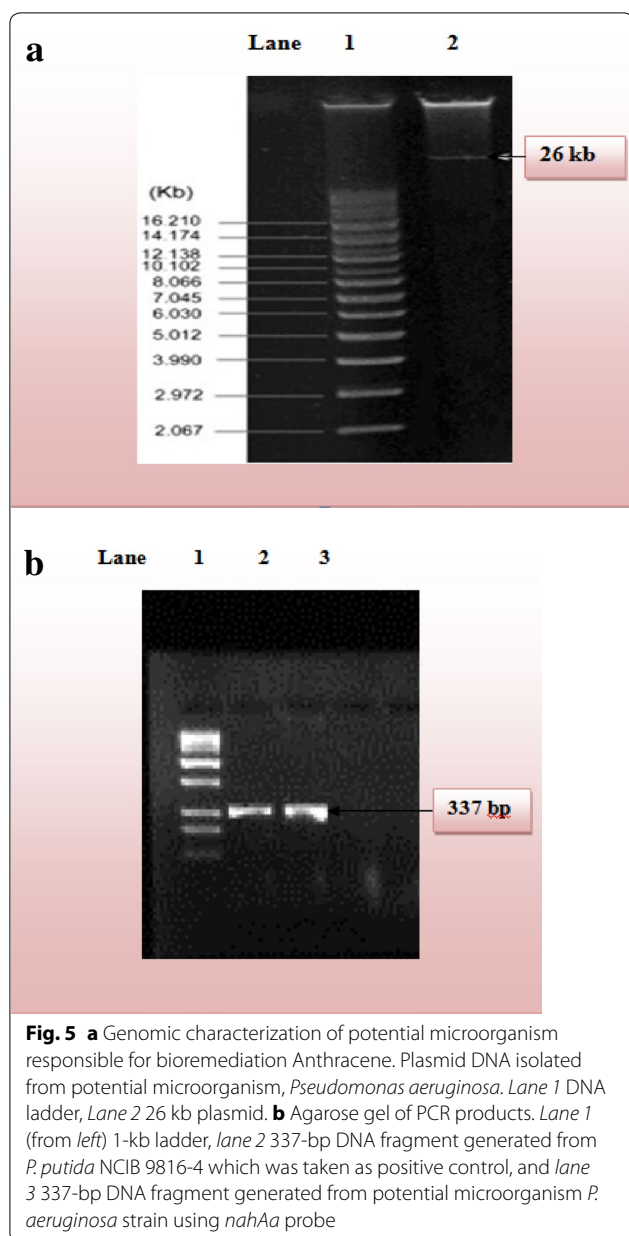 a
Lane 1 2
26 kb
(Kb)
16.210
14.174
12.138
10.102
8.066
7.045
6.030
5.012
3.990
2.972
2.067
b
Lane 1 2 3
337 bp
Fig. 5 a Genomic characterization of potential microorganism
responsible for bioremediation Anthracene. Plasmid DNA isolated
from potential microorganism, Pseudomonas aeruginosa. Lane 1 DNA
ladder, Lane 2 26 kb plasmid. b Agarose gel of PCR products. Lane 1
(from left) 1-kb ladder, lane 2 337-bp DNA fragment generated from
P. putida NCIB 9816-4 which was taken as positive control, and lane
3 337-bp DNA fragment generated from potential microorganism P.
aeruginosa strain using nahAa probe